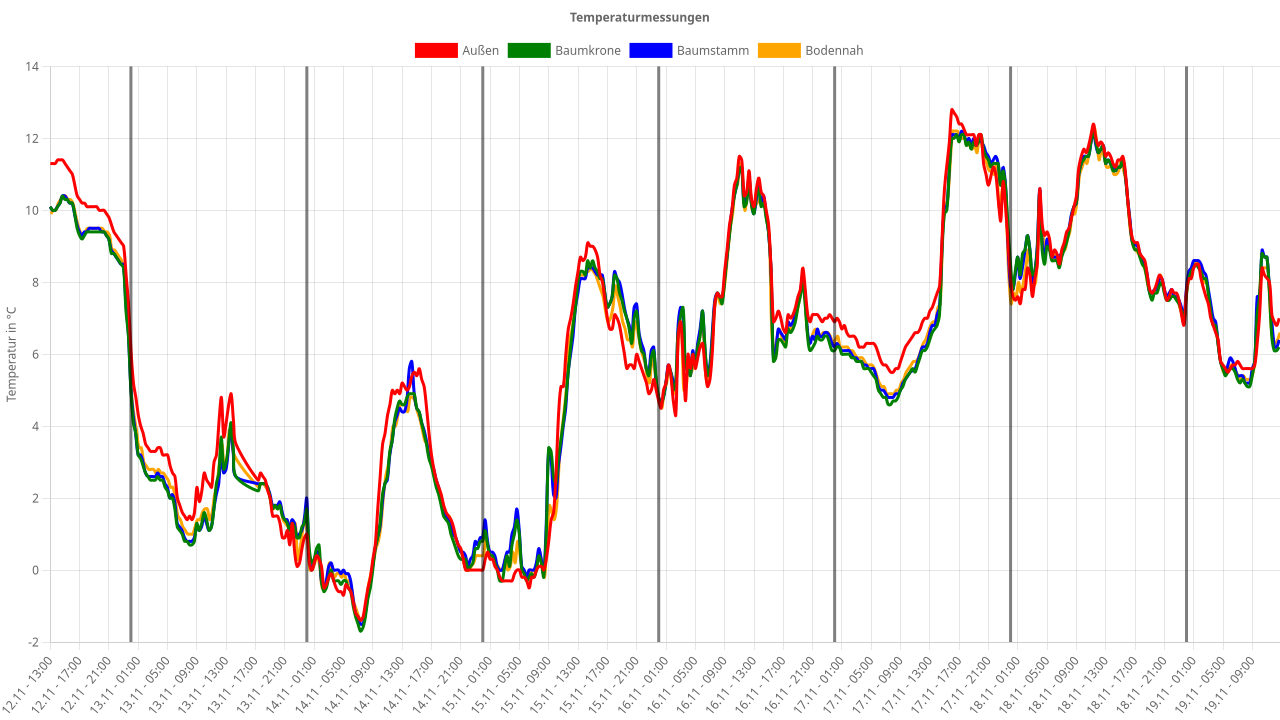 Temperaturmessungen
Außen Baumkrone Baumstamm Bodennah
Temperatur in °C
14
12
10
8
6
4
2
0
-2
12.11 - 13:00
12.11 - 17:00
12.11 - 21:00
13.11 - 01:00
13.11 - 05:00
13.11 - 09:00
13.11 - 13:00
13.11 - 17:00
13.11 - 21:00
14.11 - 01:00
14.11 - 05:00
14.11 - 09:00
14.11 - 13:00
14.11 - 17:00
14.11 - 21:00
15.11 - 01:00
15.11 - 05:00
15.11 - 09:00
15.11 - 13:00
15.11 - 17:00
15.11 - 21:00
16.11 - 01:00
16.11 - 05:00
16.11 - 09:00
16.11 - 13:00
16.11 - 17:00
16.11 - 21:00
17.11 - 01:00
17.11 - 05:00
17.11 - 09:00
17.11 - 13:00
17.11 - 17:00
17.11 - 21:00
18.11 - 01:00
18.11 - 05:00
18.11 - 09:00
18.11 - 13:00
18.11 - 17:00
18.11 - 21:00
19.11 - 01:00
19.11 - 05:00
19.11 - 09:00